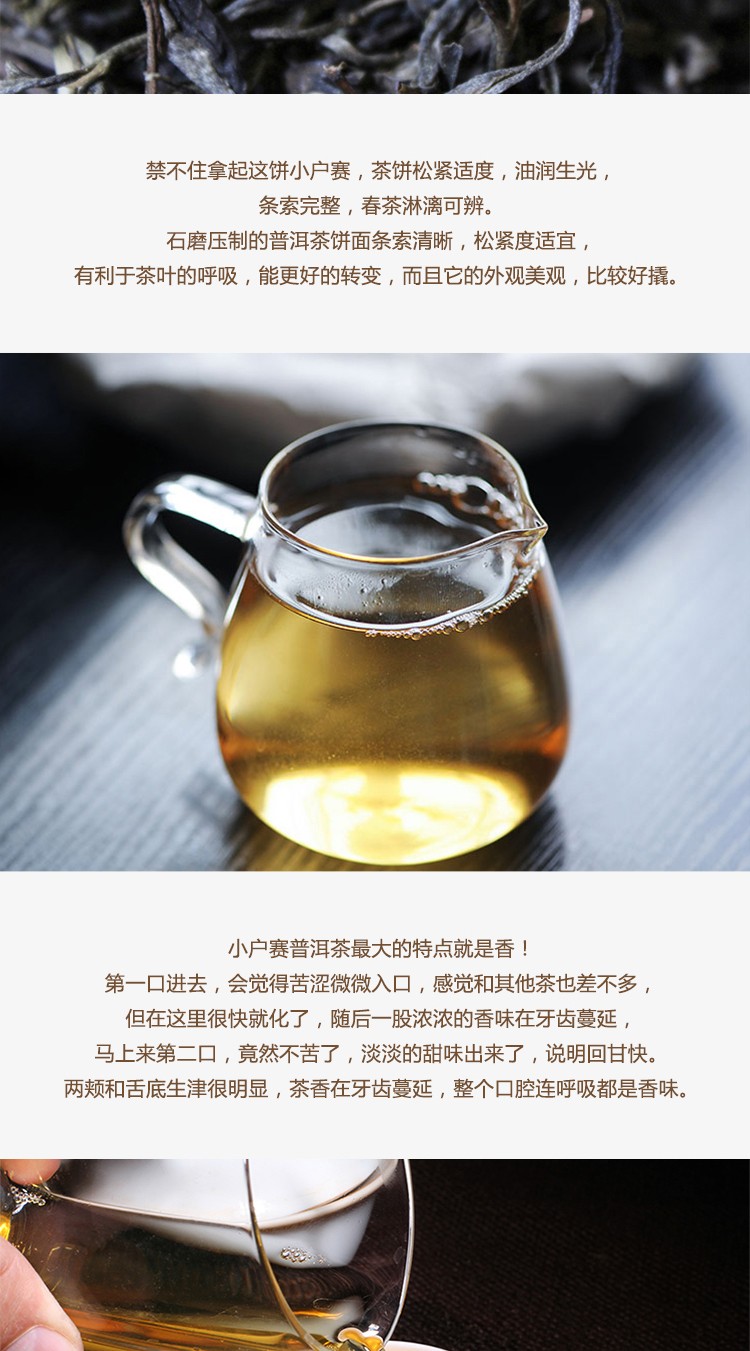 禁不住拿起这饼小户赛，茶饼松紧适度，油润生光，
条索完整，春茶淋漓可辨。
石磨压制的普洱茶饼面条索清晰，松紧度适宜，
有利于茶叶的呼吸，能更好的转变，而且它的外观美观，比较好撬。
小户赛普洱茶最大的特点就是香！
第一口进去，会觉得苦涩微微入口，感觉和其他茶也差不多，
但在这里很快就化了，随后一股浓浓的香味在牙齿蔓延，
马上来第二口，竟然不苦了，淡淡的甜味出来了，说明回甘快。
两颊和舌底生津很明显，茶香在牙齿蔓延，整个口腔连呼吸都是香味。